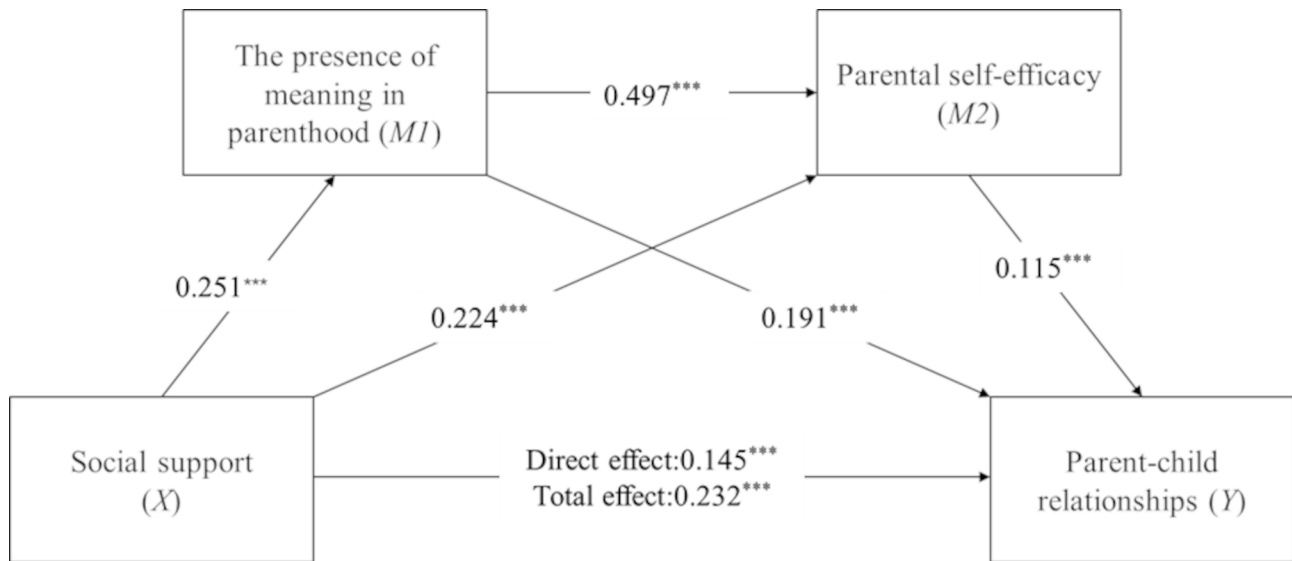 The presence of
meaning in
parenthood (M1)
0.497***
Parental self-efficacy
(M2)
0.251***
0.224***
0.191***
0.115***
Social support
(X)
Direct effect:0.145***
Total effect:0.232***
Parent-child
relationships (Y)